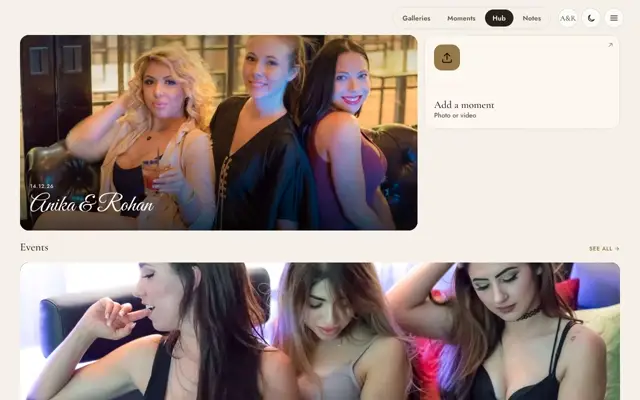 Galleries Moments Hub Notes A&R
Add a moment
Photo or video
14.12.26
Anika & Rohan
Events
SEE ALL →